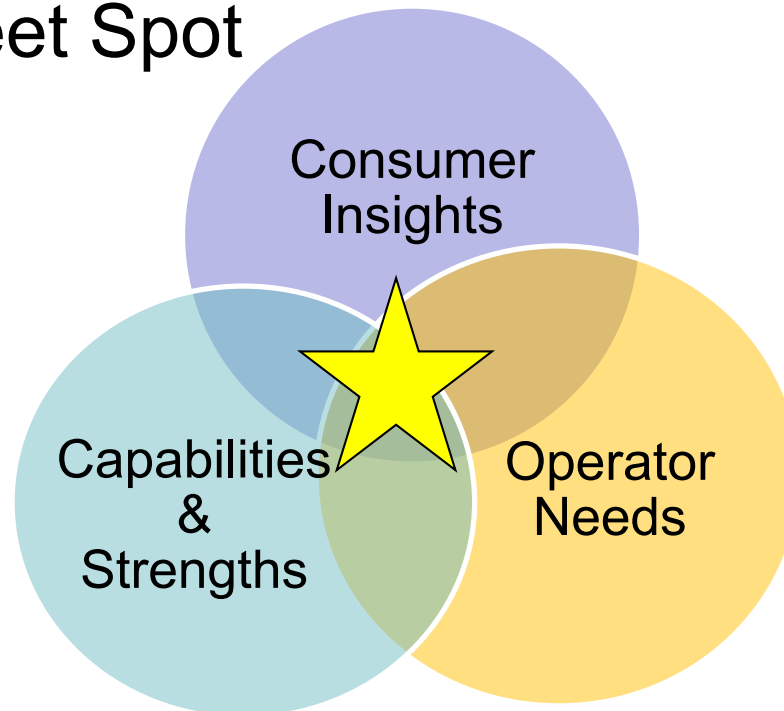 eet Spot
Consumer
Insights
Capabilities
&
Strengths
Operator
Needs